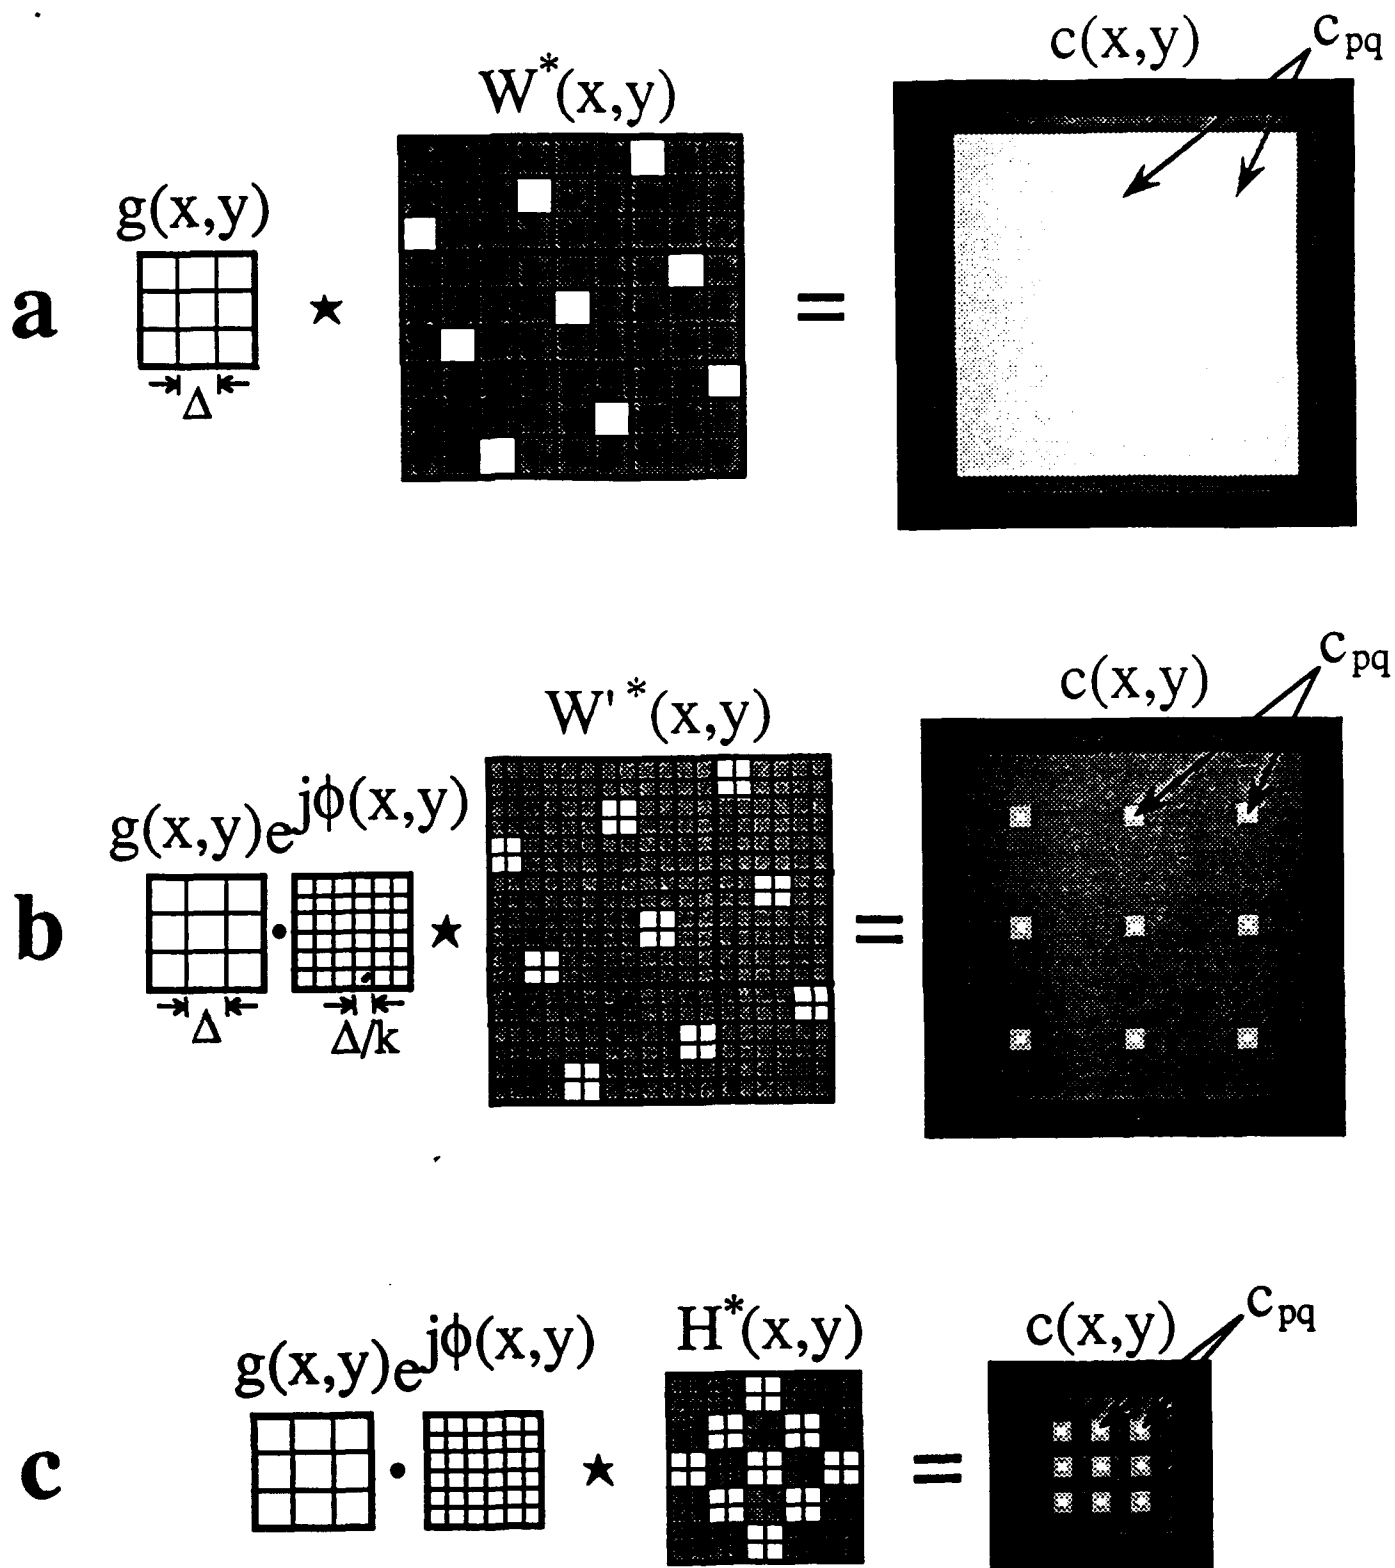 c(x,y) c_pq
W*(x,y)
g(x,y)
a ★ =
Δ
c_pq
W'*(x,y) c(x,y)
g(x,y)e^jϕ(x,y)
b • ★ =
Δ Δ/k
H*(x,y) c(x,y) c_pq
g(x,y)e^jϕ(x,y)
c • ★ =